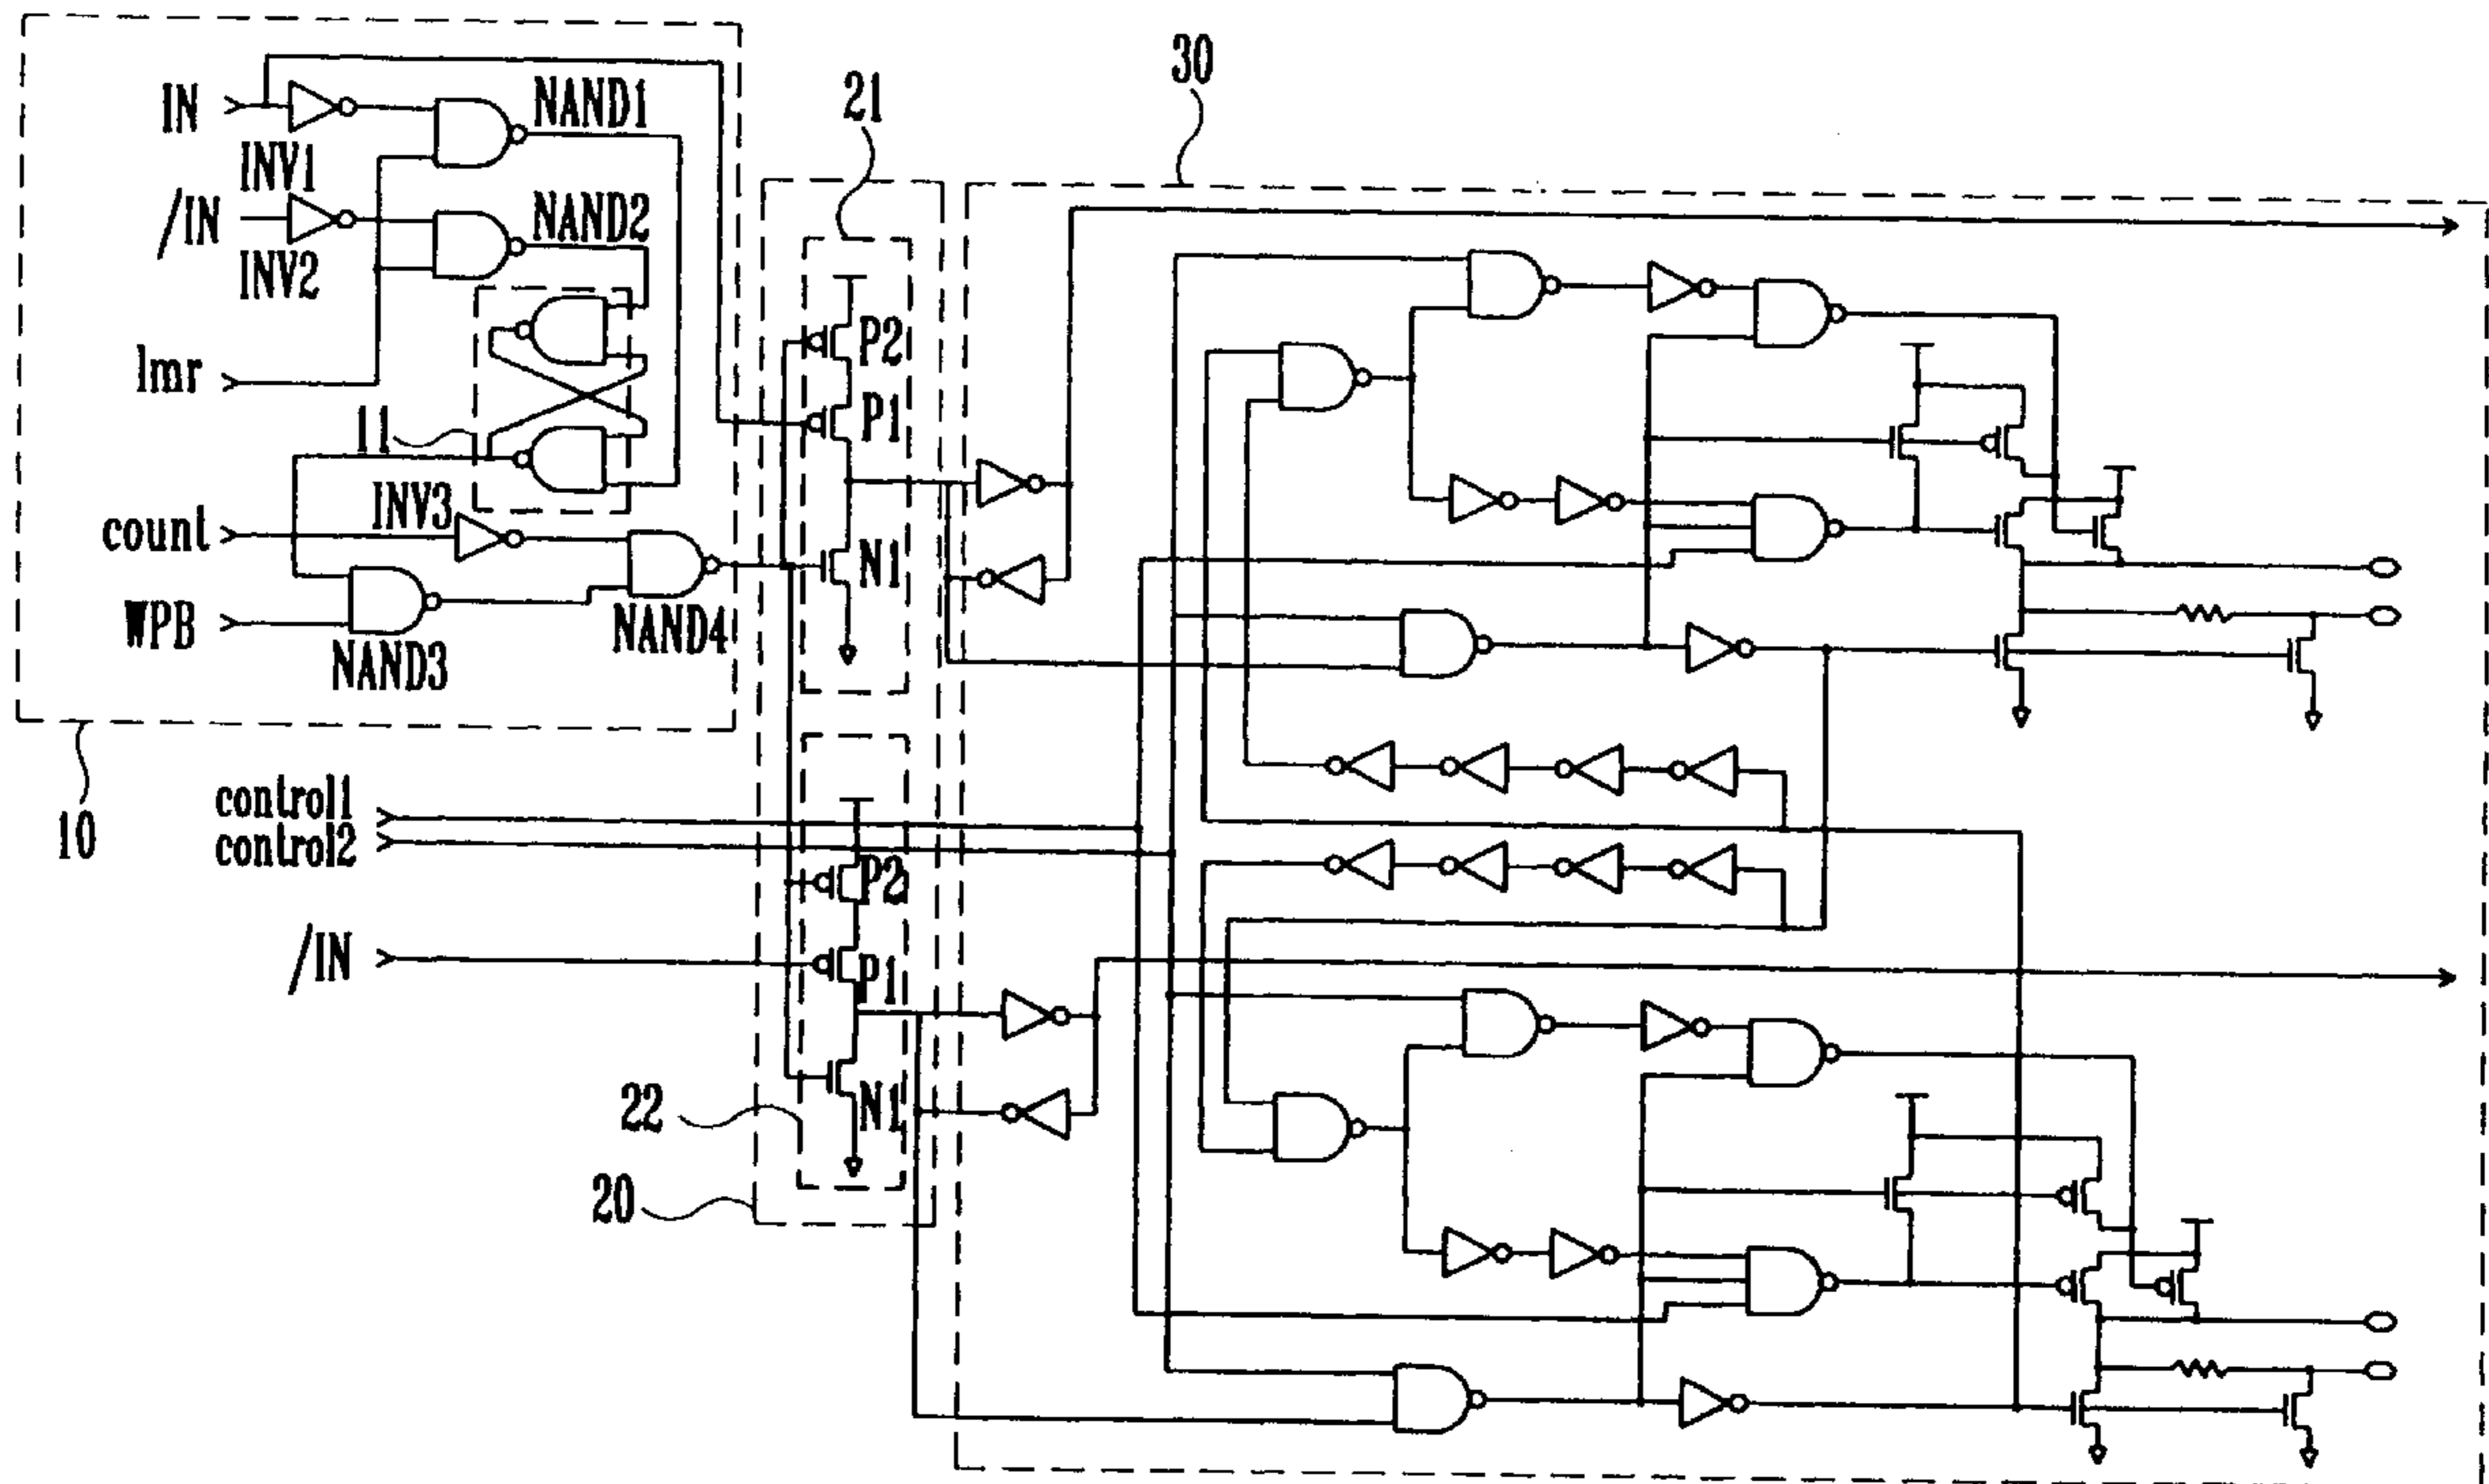 30
21
IN
NAND1
INV1
/IN
NAND2
INV2
P2
lmr
P1
11
INV3
count
N1
WPB
NAND4
NAND3
control1
10
control2
P2
/IN
P1
22
N1
20